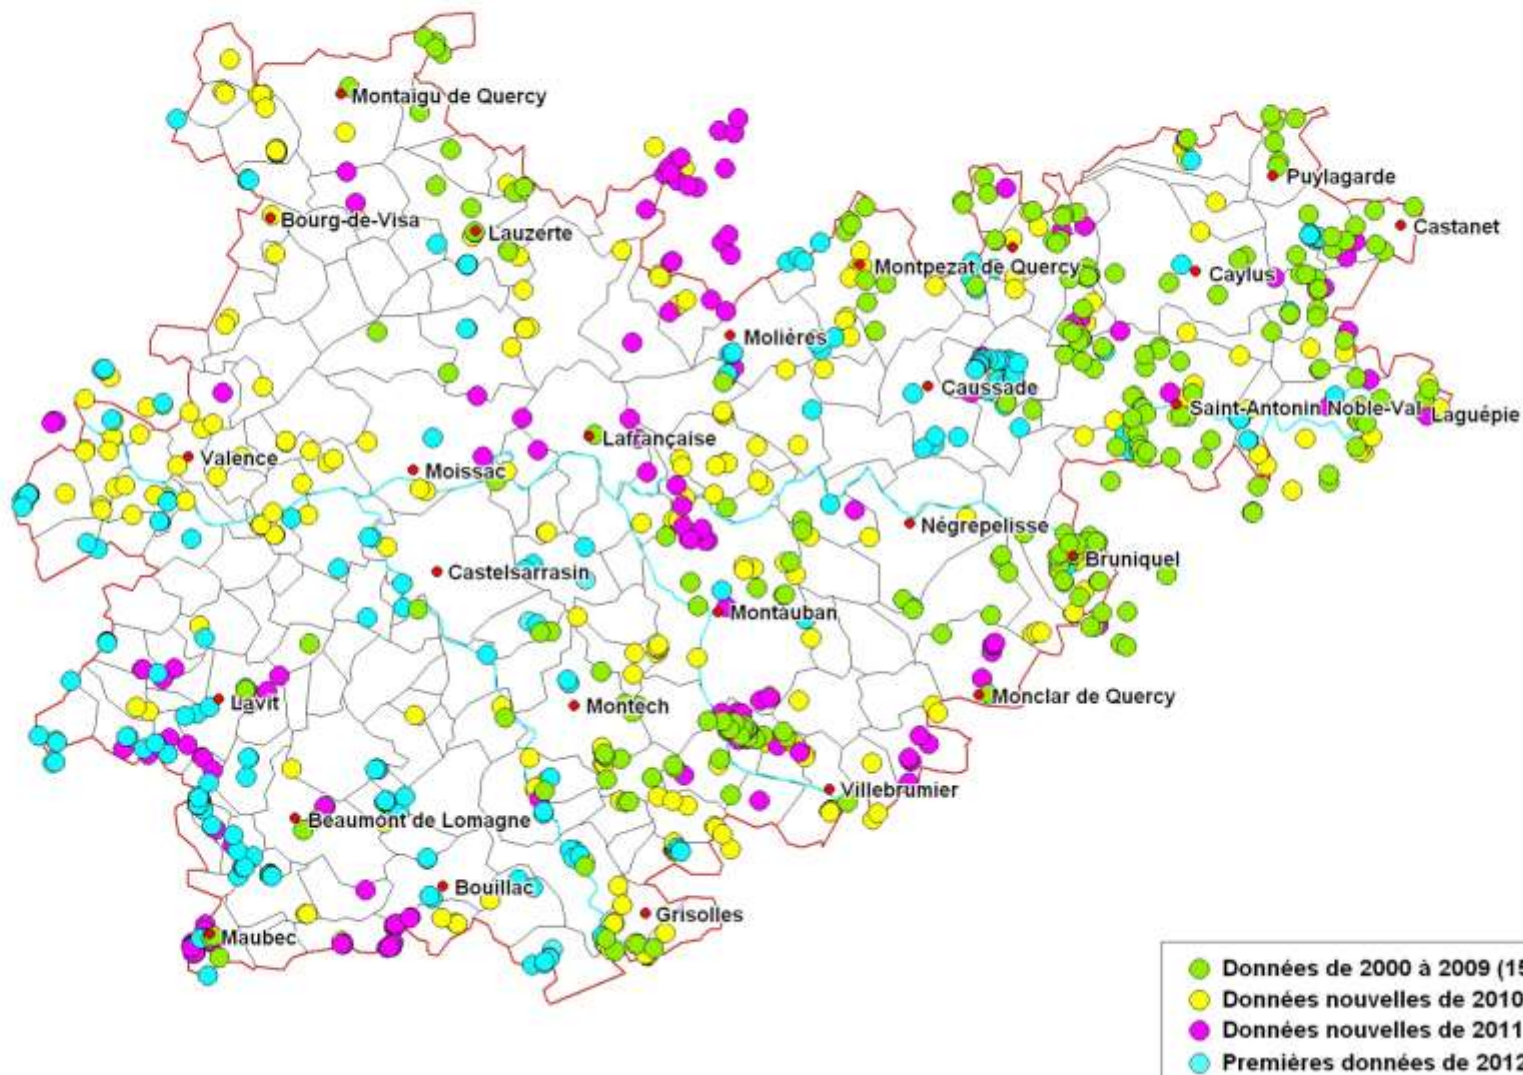 Montaigu de Quercy
Puylagarde
Bourg-de-Visa
Lauzerte
Castanet
Montpezat de Quercy
Caylus
Molières
Caussade
Saint-Antonin Noble-Val
Laguépie
Lafrançaise
Valence
Moissac
Négrepelisse
Bruniquel
Castelsarrasin
Montauban
Monclar de Quercy
Lavit
Montech
Villebrumier
Beaumont de Lomagne
Bouillac
Grisolles
Maubec
Données de 2000 à 2009 (15
Données nouvelles de 2010
Données nouvelles de 2011
Premières données de 2012